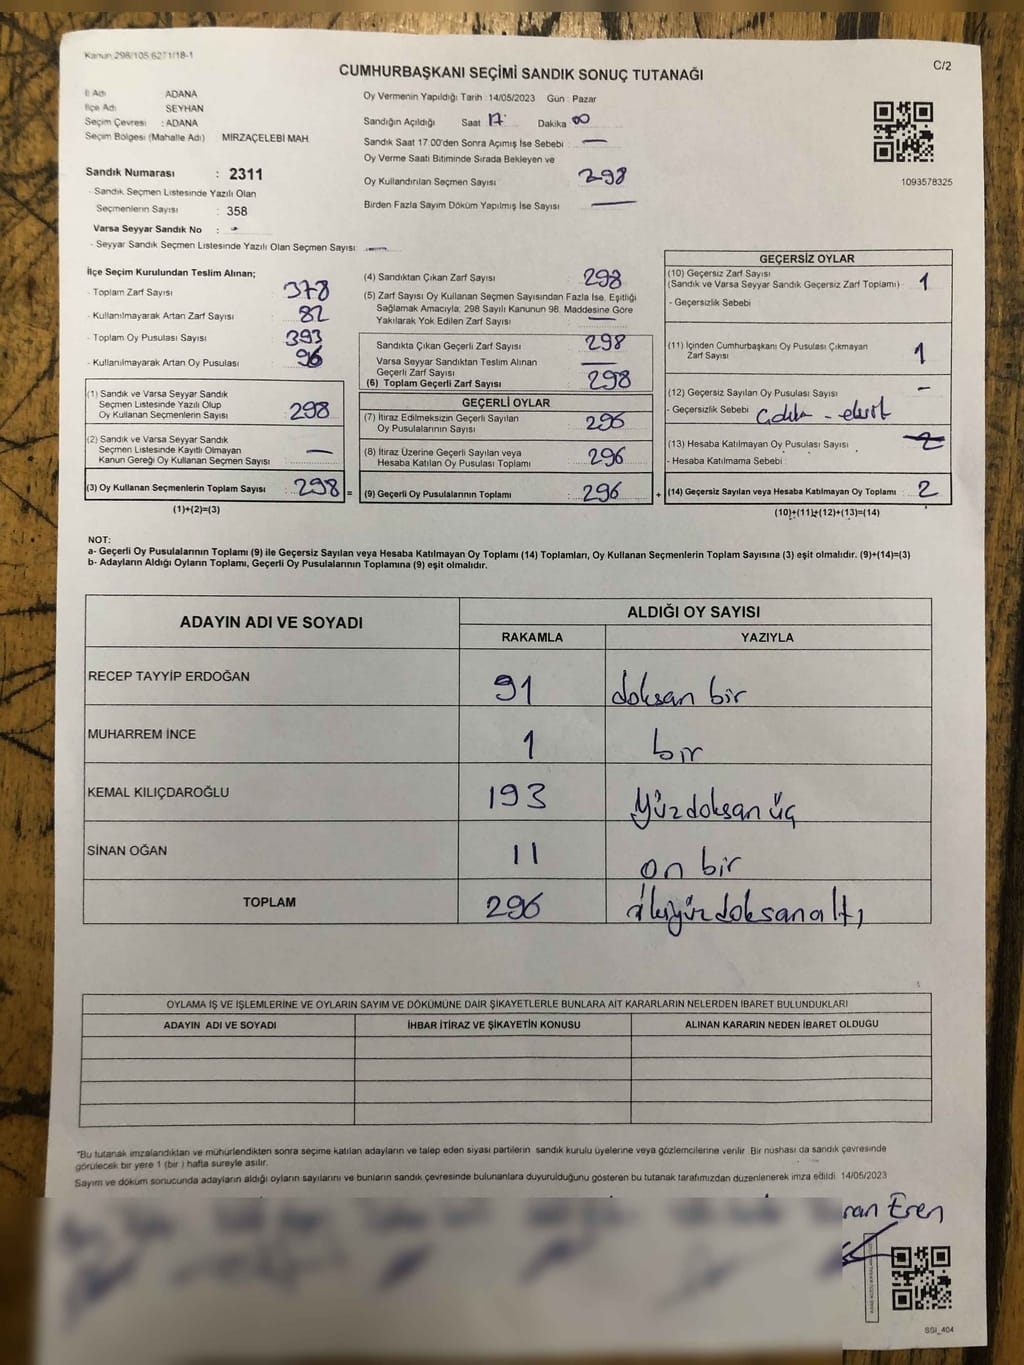 Kanun 298/105 6271/18-1
C/2
CUMHURBAŞKANI SEÇİMİ SANDIK SONUÇ TUTANAĞI
İl Adı ADANA
İlçe Adı SEYHAN
Seçim Çevresi : ADANA
Seçim Bölgesi (Mahalle Adı) MİRZAÇELEBİ MAH
Sandık Numarası : 2311
- Sandık Seçmen Listesinde Yazılı Olan
Seçmenlerin Sayısı : 358
Varsa Seyyar Sandık No : -
- Seyyar Sandık Seçmen Listesinde Yazılı Olan Seçmen Sayısı: —
Oy Vermenin Yapıldığı Tarih : 14/05/2023 Gün : Pazar
Sandığın Açıldığı Saat 17 Dakika 00
Sandık Saat 17:00'den Sonra Açımış İse Sebebi —
Oy Verme Saati Bitiminde Sırada Bekleyen ve
Oy Kullandırılan Seçmen Sayısı 298
Birden Fazla Sayım Döküm Yapılmış İse Sayısı —
1093578325
İlçe Seçim Kurulundan Teslim Alınan;
- Toplam Zarf Sayısı 378
- Kullanılmayarak Artan Zarf Sayısı 82
- Toplam Oy Pusulası Sayısı 393
- Kullanılmayarak Artan Oy Pusulası 96
(1) Sandık ve Varsa Seyyar Sandık
Seçmen Listesinde Yazılı Olup
Oy Kullanan Seçmenlerin Sayısı 298
(2) Sandık ve Varsa Seyyar Sandık
Seçmen Listesinde Kayıtlı Olmayan
Kanun Gereği Oy Kullanan Seçmen Sayısı —
(3) Oy Kullanan Seçmenlerin Toplam Sayısı : 298 =
(1)+(2)=(3)
(4) Sandıktan Çıkan Zarf Sayısı 298
(5) Zarf Sayısı Oy Kullanan Seçmen Sayısından Fazla İse, Eşitliği
Sağlamak Amacıyla, 298 Sayılı Kanunun 98. Maddesine Göre
Yakılarak Yok Edilen Zarf Sayısı —
Sandıkta Çıkan Geçerli Zarf Sayısı 298
Varsa Seyyar Sandıktan Teslim Alınan
Geçerli Zarf Sayısı —
(6) Toplam Geçerli Zarf Sayısı 298
GEÇERLİ OYLAR
(7) İtiraz Edilmeksizin Geçerli Sayılan
Oy Pusulalarının Sayısı 296
(8) İtiraz Üzerine Geçerli Sayılan veya
Hesaba Katılan Oy Pusulası Toplamı 296
(9) Geçerli Oy Pusulalarının Toplamı : 296 +
GEÇERSİZ OYLAR
(10) Geçersiz Zarf Sayısı
(Sandık ve Varsa Seyyar Sandık Geçersiz Zarf Toplamı) 1
- Geçersizlik Sebebi
(11) İçinden Cumhurbaşkanı Oy Pusulası Çıkmayan
Zarf Sayısı 1
(12) Geçersiz Sayılan Oy Pusulası Sayısı -
- Geçersizlik Sebebi
(13) Hesaba Katılmayan Oy Pusulası Sayısı 2
- Hesaba Katılmama Sebebi
(14) Geçersiz Sayılan veya Hesaba Katılmayan Oy Toplamı 2
(10)+(11)+(12)+(13)=(14)
NOT:
a- Geçerli Oy Pusulalarının Toplamı (9) ile Geçersiz Sayılan veya Hesaba Katılmayan Oy Toplamı (14) Toplamları, Oy Kullanan Seçmenlerin Toplam Sayısına (3) eşit olmalıdır. (9)+(14)=(3)
b- Adayların Aldığı Oyların Toplamı, Geçerli Oy Pusulalarının Toplamına (9) eşit olmalıdır.
ADAYIN ADI VE SOYADI ALDIĞI OY SAYISI
RAKAMLA YAZIYLA
RECEP TAYYİP ERDOĞAN 91 doksan bir
MUHARREM İNCE 1 bir
KEMAL KILIÇDAROĞLU 193 Yüzdoksan üç
SİNAN OĞAN 11 on bir
TOPLAM 296 ikiyüzdoksanaltı
OYLAMA İŞ VE İŞLEMLERİNE VE OYLARIN SAYIM VE DÖKÜMÜNE DAİR ŞİKAYETLERLE BUNLARA AİT KARARLARIN NELERDEN İBARET BULUNDUKLARI
ADAYIN ADI VE SOYADI İHBAR İTİRAZ VE ŞİKAYETİN KONUSU ALINAN KARARIN NEDEN İBARET OLDUĞU
"Bu tutanak imzalandıktan ve mühürlendikten sonra seçime katılan adayların ve talep eden siyasi partilerin sandık kurulu üyelerine veya gözlemcilerine verilir. Bir nüshası da sandık çevresinde
görülecek bir yere 1 (bir) hafta süreyle asılır.
Sayım ve döküm sonucunda adayların aldığı oyların sayılarını ve bunların sandık çevresinde bulunanlara duyurulduğunu gösteren bu tutanak tarafımızdan düzenlenerek imza edildi. 14/05/2023
ran Eren
SSI_404